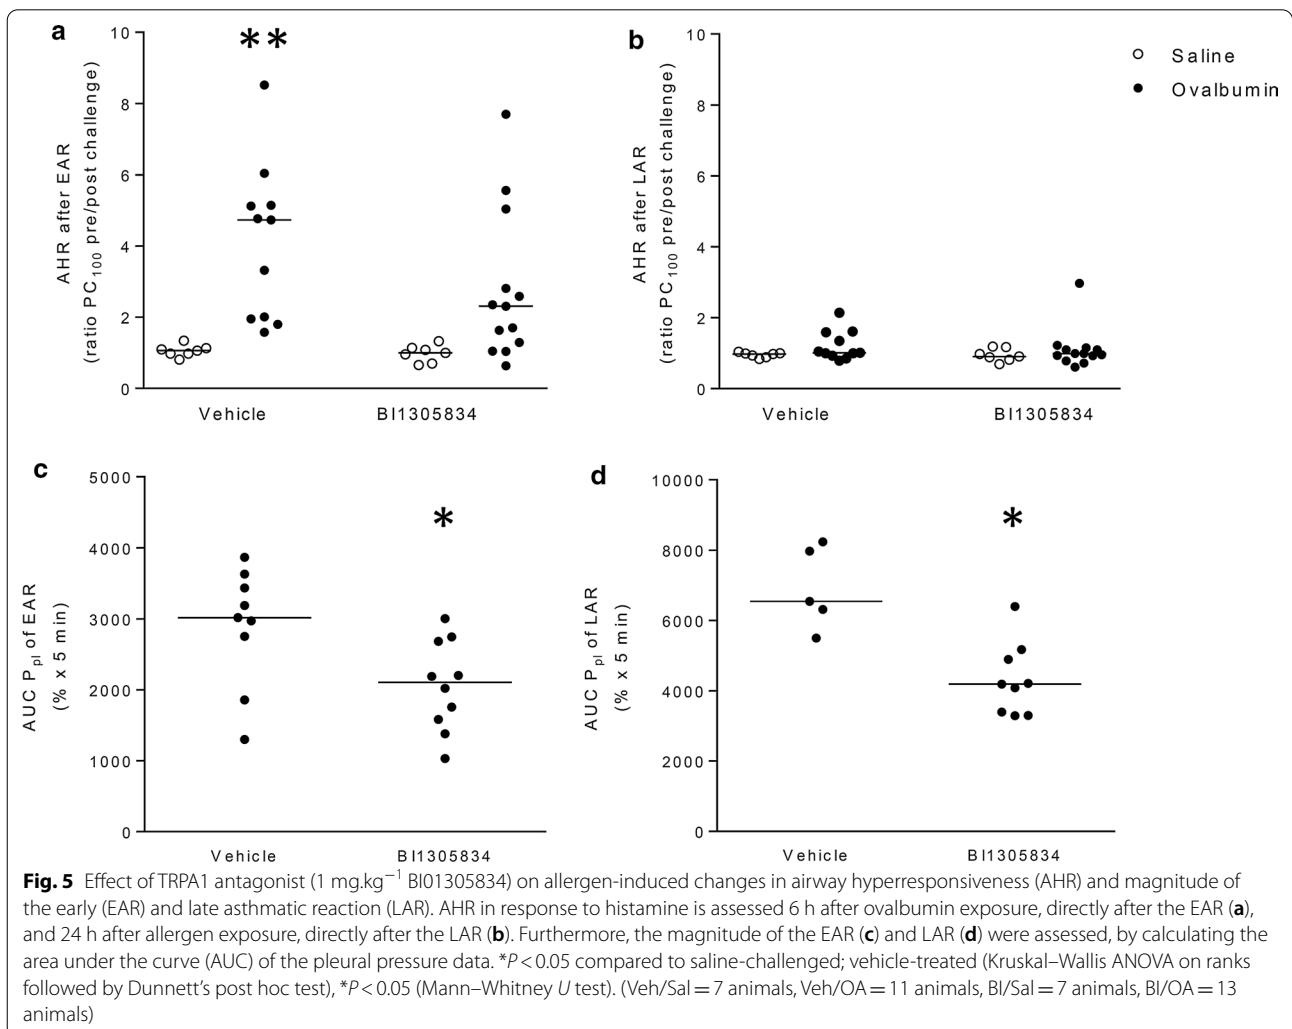 a
**
10
8
6
4
2
0
AHR after EAR
(ratio PC100 pre/post challenge)
Vehicle
BI1305834
b
10
8
6
4
2
0
AHR after LAR
(ratio PC100 pre/post challenge)
Vehicle
BI1305834
Saline
Ovalbumin
c
*
5000
4000
3000
2000
1000
0
AUC Ppl of EAR
(% x 5 min)
Vehicle
BI1305834
d
*
10000
8000
6000
4000
2000
0
AUC Ppl of LAR
(% x 5 min)
Vehicle
BI1305834
Fig. 5 Effect of TRPA1 antagonist (1 mg.kg−1 BI01305834) on allergen-induced changes in airway hyperresponsiveness (AHR) and magnitude of
the early (EAR) and late asthmatic reaction (LAR). AHR in response to histamine is assessed 6 h after ovalbumin exposure, directly after the EAR (a),
and 24 h after allergen exposure, directly after the LAR (b). Furthermore, the magnitude of the EAR (c) and LAR (d) were assessed, by calculating the
area under the curve (AUC) of the pleural pressure data. *P < 0.05 compared to saline-challenged; vehicle-treated (Kruskal–Wallis ANOVA on ranks
followed by Dunnett's post hoc test), *P < 0.05 (Mann–Whitney U test). (Veh/Sal = 7 animals, Veh/OA = 11 animals, BI/Sal = 7 animals, BI/OA = 13
animals)